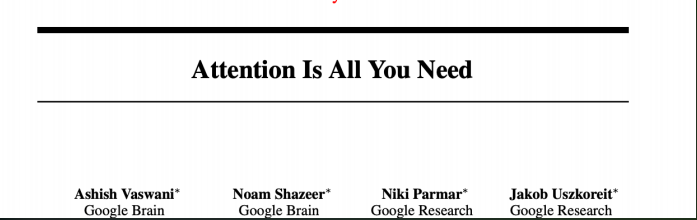 Attention Is All You Need
Ashish Vaswani* Noam Shazeer* Niki Parmar* Jakob Uszkoreit*
Google Brain Google Brain Google Research Google Research